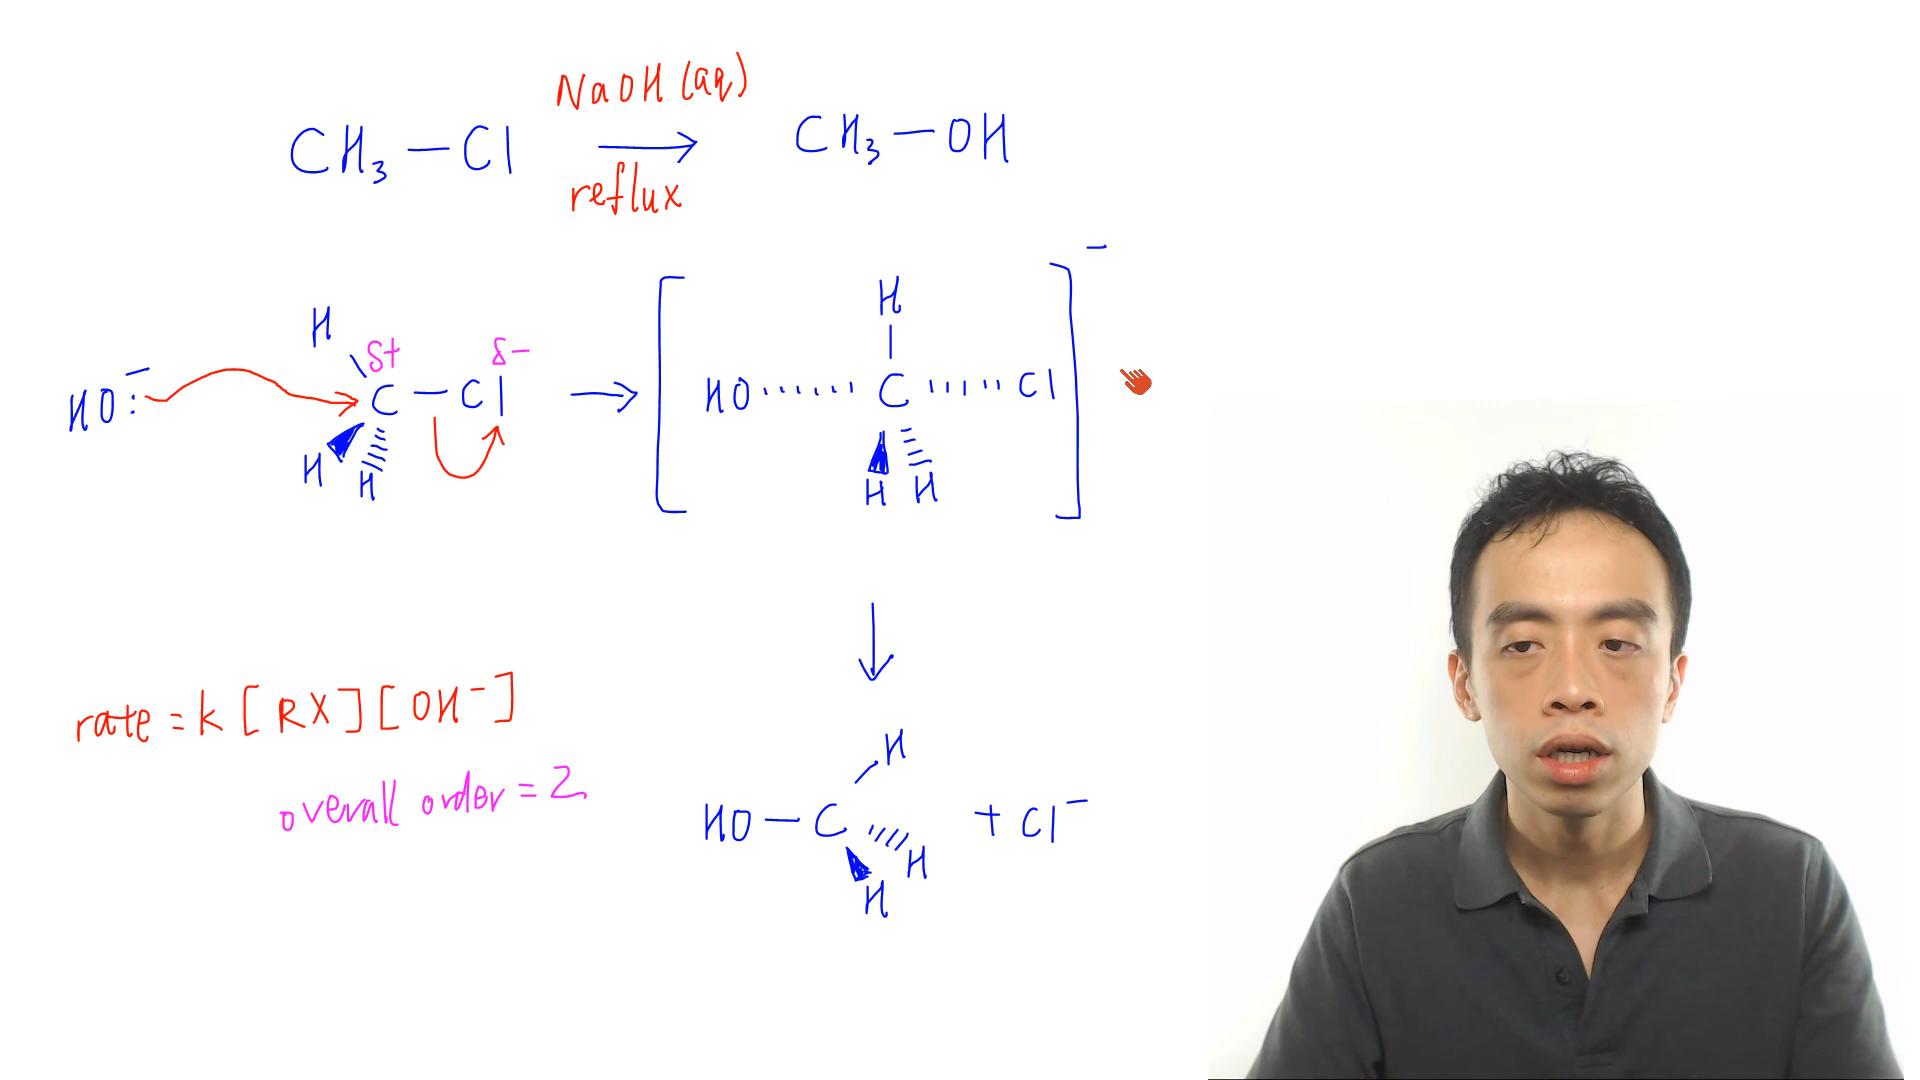 NaOH (aq)
CH₃ — Cl → CH₃ — OH
reflux
H
δ+ δ−
HO:⁻ C — Cl → [HO ······ C ······ Cl]⁻
H H
H
H H
rate = k [RX][OH⁻]
overall order = 2
H
HO — C + Cl⁻
H
H